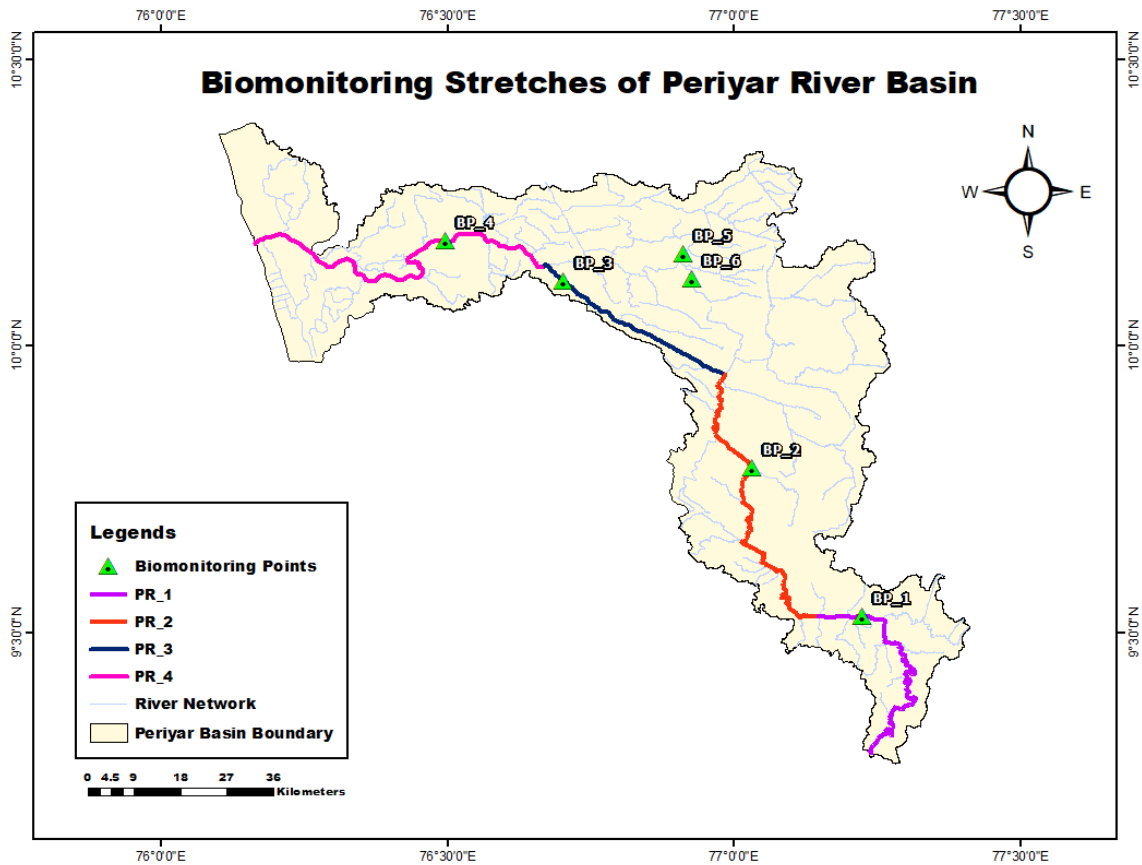 76°0'0"E 76°30'0"E 77°0'0"E 77°30'0"E
10°30'0"N 10°30'0"N
Biomonitoring Stretches of Periyar River Basin
N
W E
S
BP_4
BP_5
BP_3
BP_6
10°0'0"N 10°0'0"N
BP_2
BP_1
9°30'0"N 9°30'0"N
Legends
Biomonitoring Points
PR_1
PR_2
PR_3
PR_4
River Network
Periyar Basin Boundary
0 4.5 9 18 27 36
Kilometers
76°0'0"E 76°30'0"E 77°0'0"E 77°30'0"E